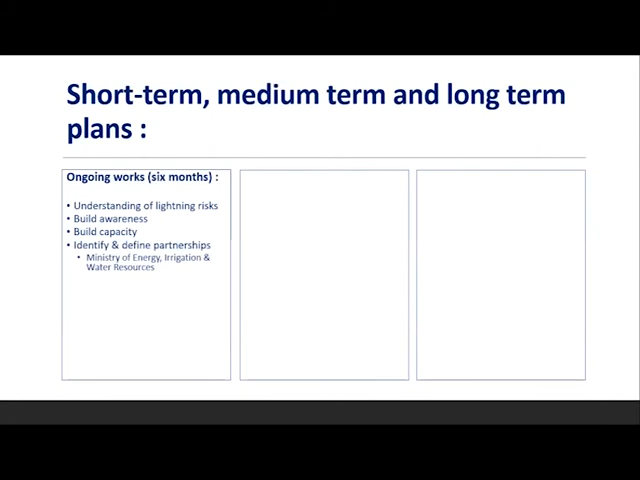 Short-term, medium term and long term
plans :
Ongoing works (six months) :
• Understanding of lightning risks
• Build awareness
• Build capacity
• Identify & define partnerships
• Ministry of Energy, Irrigation &
Water Resources